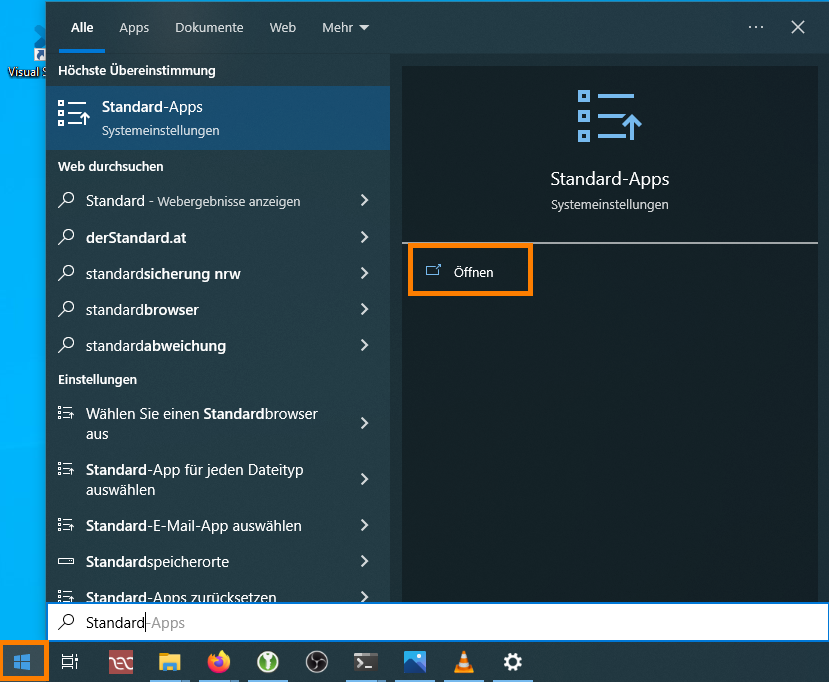 Alle Apps Dokumente Web Mehr ...
Visual S
Höchste Übereinstimmung
Standard-Apps
Systemeinstellungen
Web durchsuchen
Standard - Webergebnisse anzeigen
derStandard.at
standardsicherung nrw
standardbrowser
standardabweichung
Einstellungen
Wählen Sie einen Standardbrowser
aus
Standard-App für jeden Dateityp
auswählen
Standard-E-Mail-App auswählen
Standardspeicherorte
Standard-Apps zurücksetzen
Standard-Apps
Systemeinstellungen
Öffnen
Standard-Apps